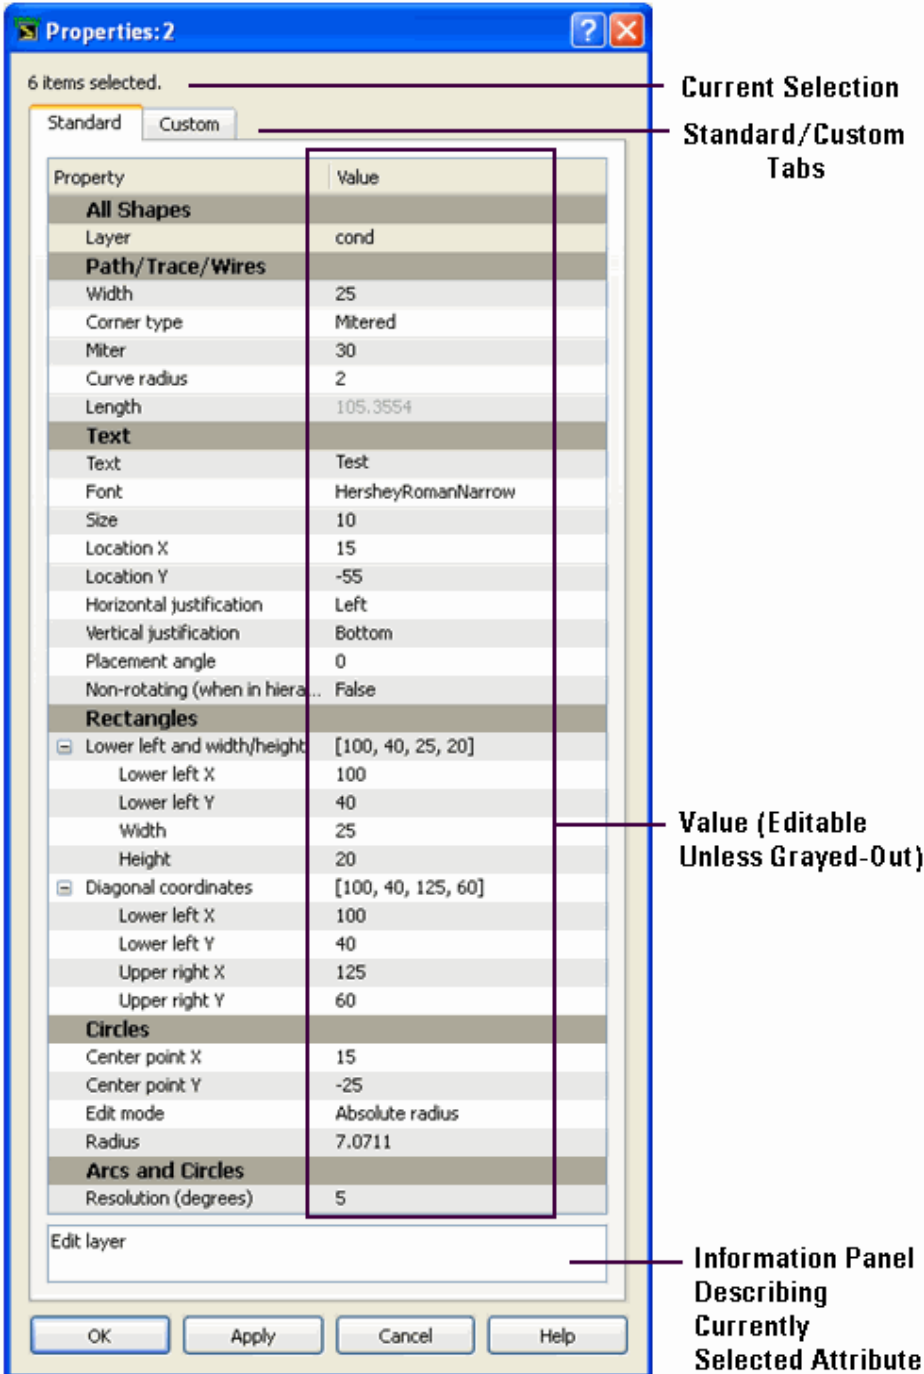 Properties:2
6 items selected.
Current Selection
Standard Custom
Standard/Custom
Tabs
Property Value
All Shapes
Layer cond
Path/Trace/Wires
Width 25
Corner type Mitered
Miter 30
Curve radius 2
Length 105.3554
Text
Text Test
Font HersheyRomanNarrow
Size 10
Location X 15
Location Y -55
Horizontal justification Left
Vertical justification Bottom
Placement angle 0
Non-rotating (when in hiera... False
Rectangles
Lower left and width/height [100, 40, 25, 20]
Lower left X 100
Lower left Y 40
Width 25
Height 20
Value (Editable
Unless Grayed-Out)
Diagonal coordinates [100, 40, 125, 60]
Lower left X 100
Lower left Y 40
Upper right X 125
Upper right Y 60
Circles
Center point X 15
Center point Y -25
Edit mode Absolute radius
Radius 7.0711
Arcs and Circles
Resolution (degrees) 5
Edit layer
Information Panel
Describing
Currently
Selected Attribute
OK Apply Cancel Help